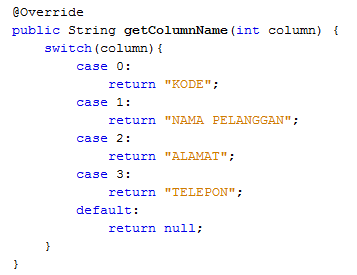 @Override
public String getColumnName(int column) {
    switch(column){
        case 0:
            return "KODE";
        case 1:
            return "NAMA PELANGGAN";
        case 2:
            return "ALAMAT";
        case 3:
            return "TELEPON";
        default:
            return null;
    }
}